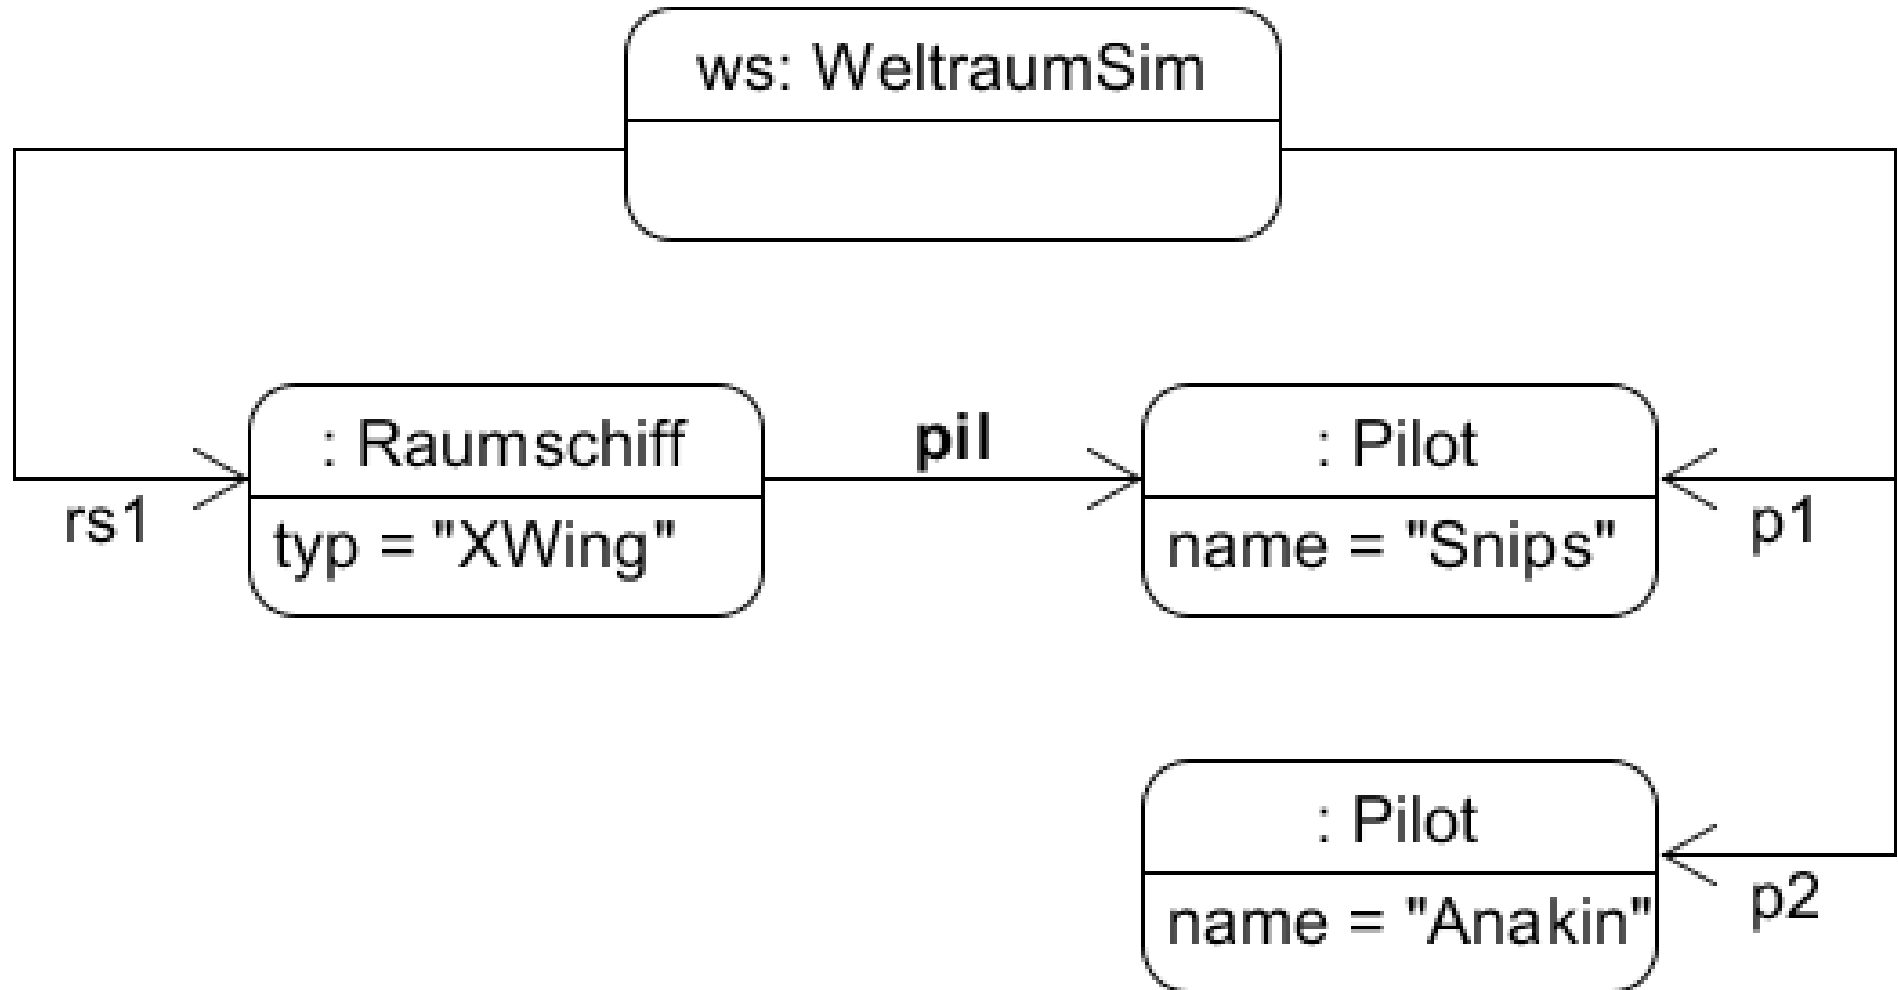 ws: WeltraumSim
: Raumschiff
typ = "XWing"
rs1
pil
: Pilot
name = "Snips"
p1
: Pilot
name = "Anakin"
p2